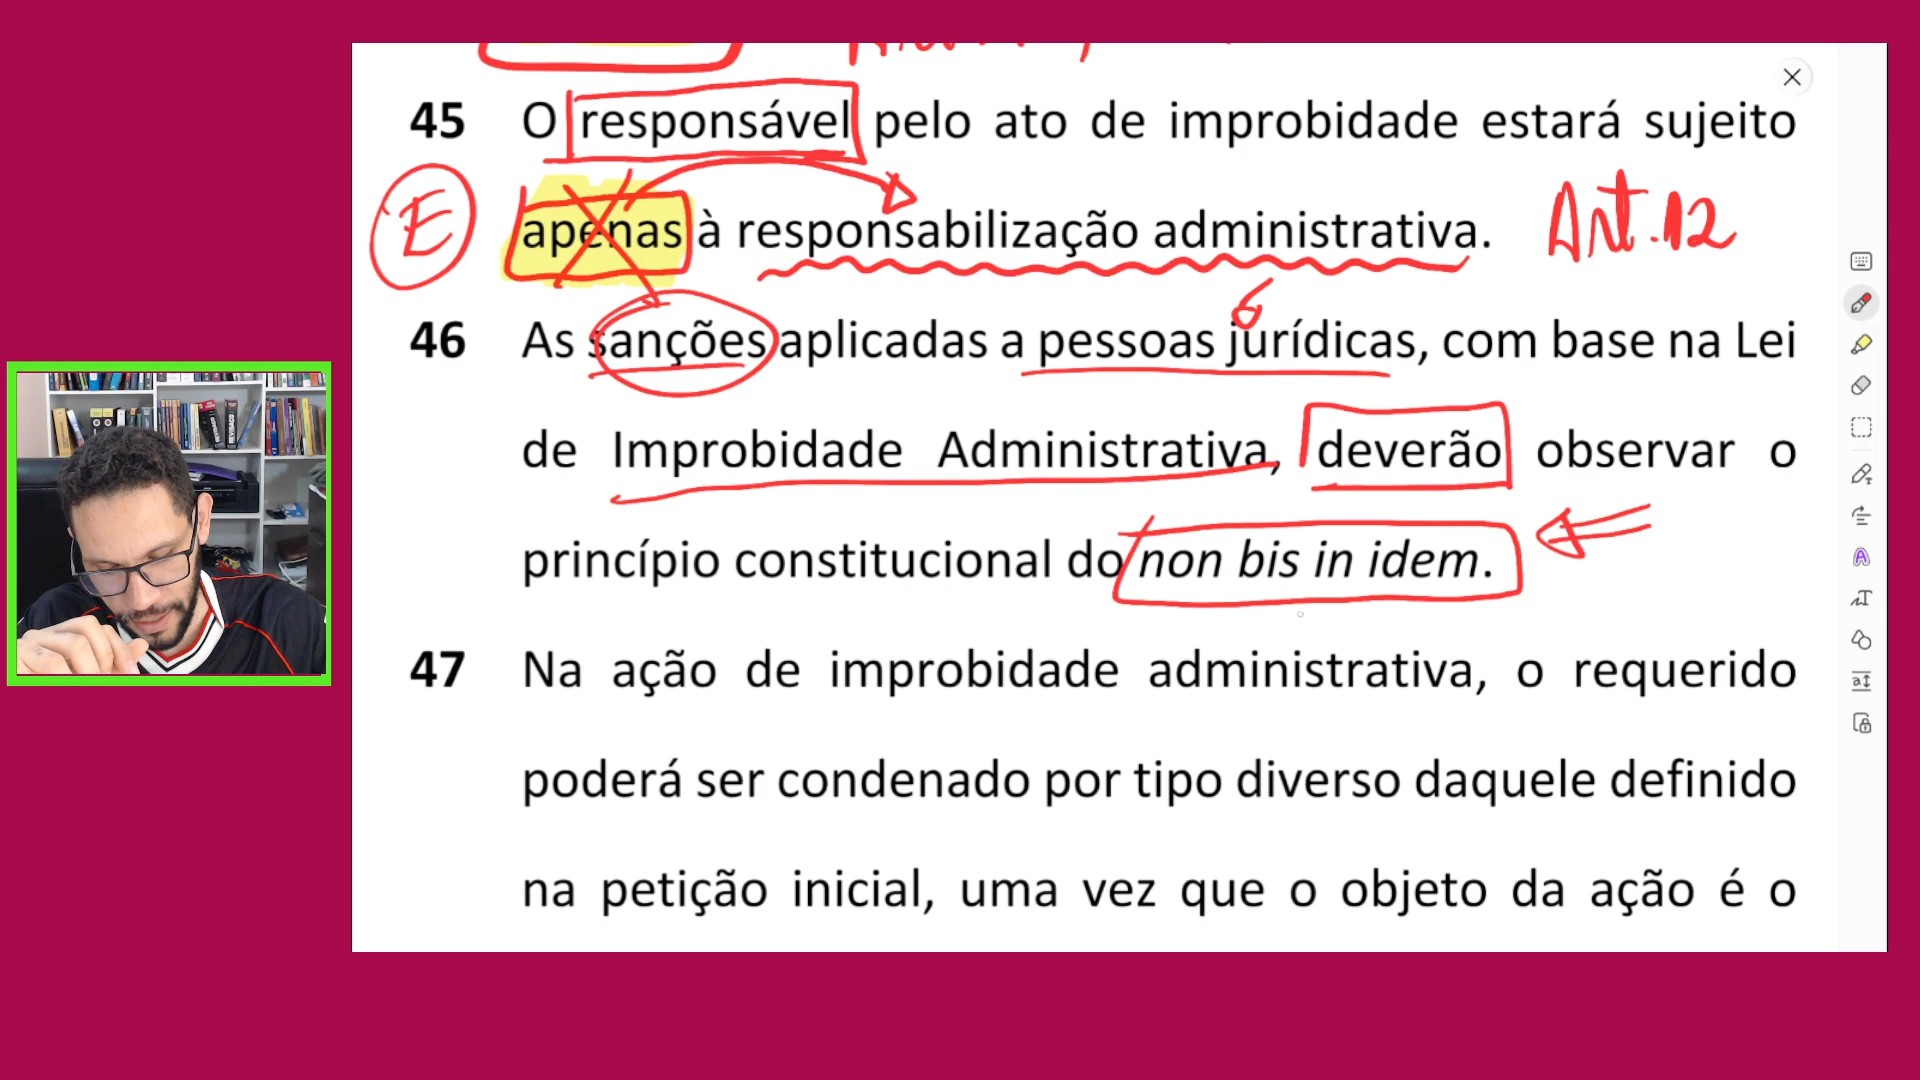 45 O responsável pelo ato de improbidade estará sujeito
E apenas à responsabilização administrativa. Art. 12
46 As sanções aplicadas a pessoas jurídicas, com base na Lei
de Improbidade Administrativa, deverão observar o
princípio constitucional do non bis in idem.
47 Na ação de improbidade administrativa, o requerido
poderá ser condenado por tipo diverso daquele definido
na petição inicial, uma vez que o objeto da ação é o